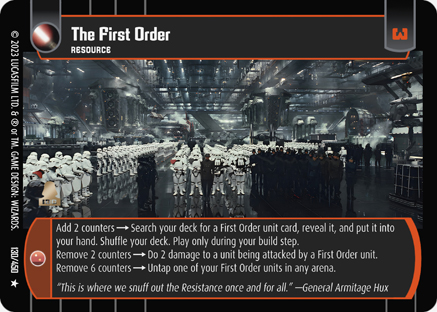 The First Order
RESOURCE
3
Add 2 counters → Search your deck for a First Order unit card, reveal it, and put it into
your hand. Shuffle your deck. Play only during your build step.
Remove 2 counters → Do 2 damage to a unit being attacked by a First Order unit.
Remove 6 counters → Untap one of your First Order units in any arena.
“This is where we snuff out the Resistance once and for all.” —General Armitage Hux
© 2023 LUCASFILM LTD. & ® or TM. GAME DESIGN: WIZARDS.